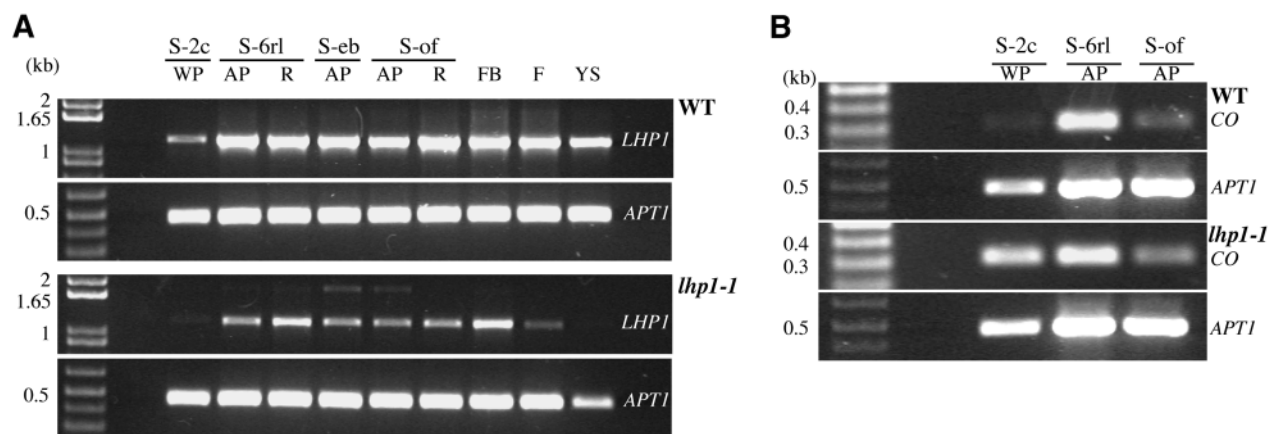 A
S-2c S-6rl S-eb S-of
(kb) WP AP R AP AP R FB F YS
2 WT
1.65
LHP1
1
0.5 APT1
2 lhp1-1
1.65
LHP1
1
0.5 APT1
B
S-2c S-6rl S-of
(kb) WP AP AP
WT
0.4
CO
0.3
0.5 APT1
lhp1-1
0.4
CO
0.3
0.5 APT1